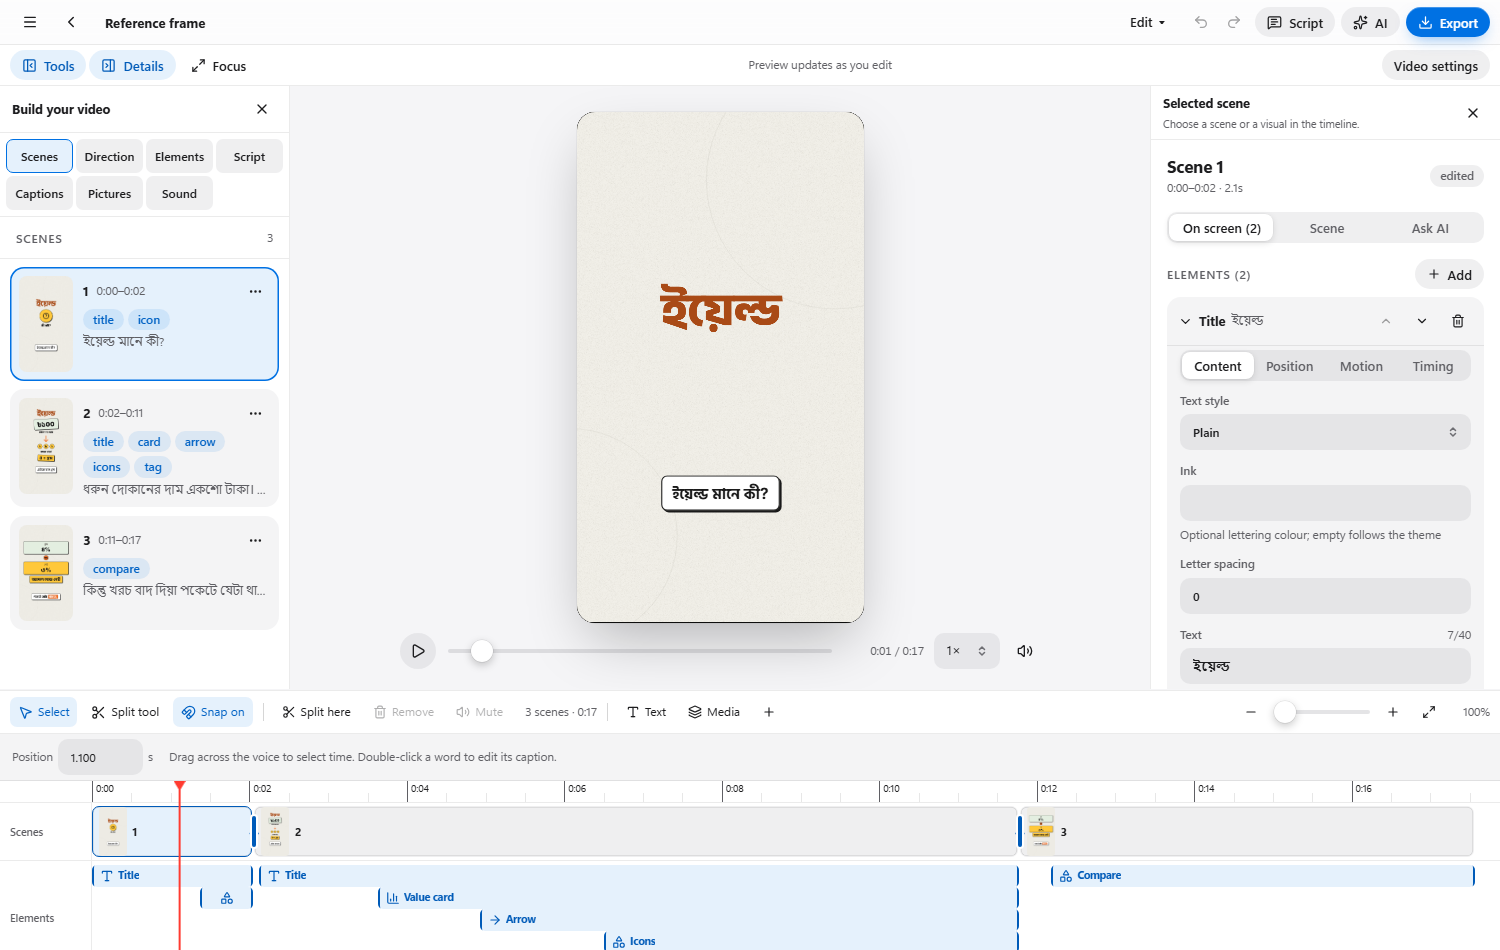 Reference frame
Edit
Script
AI
Export
Tools
Details
Focus
Preview updates as you edit
Video settings
Build your video
Scenes
Direction
Elements
Script
Captions
Pictures
Sound
SCENES
3
1 0:00–0:02
title
icon
ইয়েল্ড মানে কী?
2 0:02–0:11
title
card
arrow
icons
tag
ধরুন দোকানের দাম একশো টাকা। ...
3 0:11–0:17
compare
কিন্তু খরচ বাদ দিয়া পকেটে যেটা থা...
ইয়েল্ড
ইয়েল্ড মানে কী?
0:01 / 0:17
1×
Selected scene
Choose a scene or a visual in the timeline.
Scene 1
0:00–0:02 · 2.1s
edited
On screen (2)
Scene
Ask AI
ELEMENTS (2)
Add
Title ইয়েল্ড
Content
Position
Motion
Timing
Text style
Plain
Ink
Optional lettering colour; empty follows the theme
Letter spacing
0
Text
7/40
ইয়েল্ড
Select
Split tool
Snap on
Split here
Remove
Mute
3 scenes · 0:17
Text
Media
100%
Position
1.100
s
Drag across the voice to select time. Double-click a word to edit its caption.
0:00
0:02
0:04
0:06
0:08
0:10
0:12
0:14
0:16
Scenes
1
2
3
Elements
Title
Title
Compare
Value card
Arrow
Icons